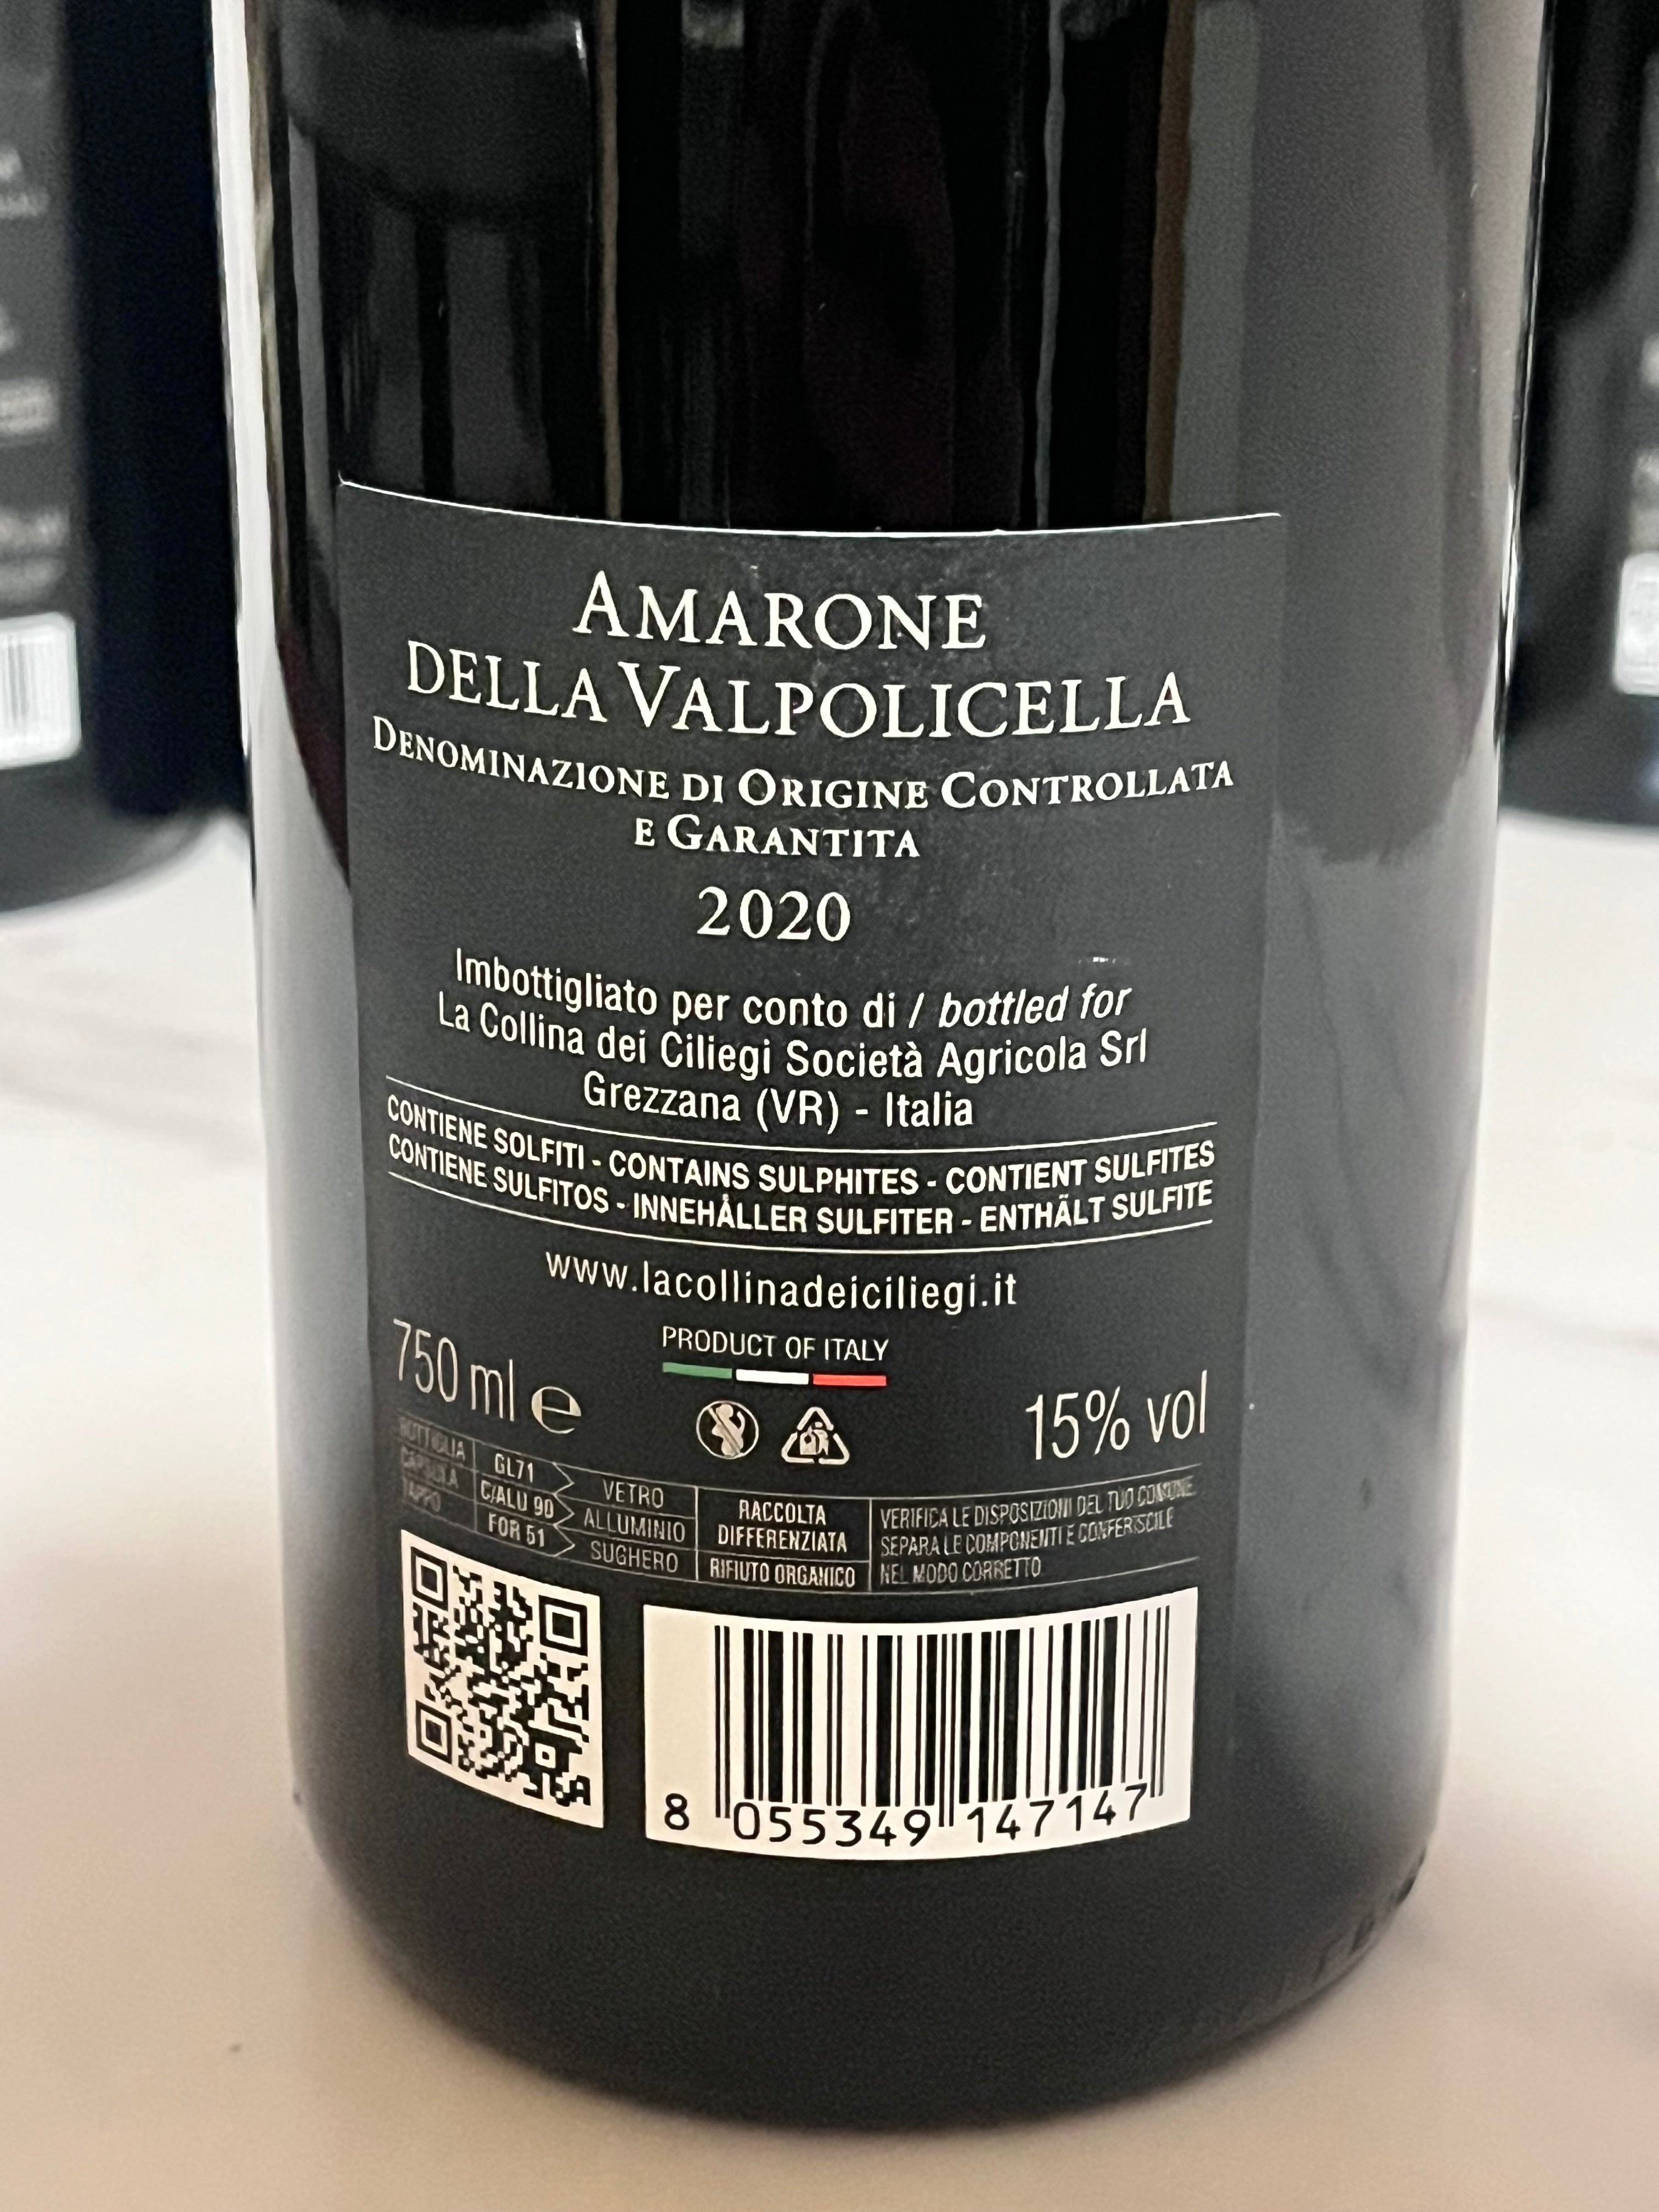 AMARONE
DELLA VALPOLICELLA
DENOMINAZIONE DI ORIGINE CONTROLLATA
E GARANTITA
2020
Imbottigliato per conto di / bottled for
La Collina dei Ciliegi Società Agricola Srl
Grezzana (VR) - Italia
CONTIENE SOLFITI - CONTAINS SULPHITES - CONTIENT SULFITES
CONTIENE SULFITOS - INNEHÅLLER SULFITER - ENTHÄLT SULFITE
www.lacollinadeiciliegi.it
PRODUCT OF ITALY
750 ml e
15% vol
BOTTIGLIA GL71 VETRO
CAPSULA C/ALU 90 ALLUMINIO
TAPPO FOR 51 SUGHERO
RACCOLTA
DIFFERENZIATA
RIFIUTO ORGANICO
VERIFICA LE DISPOSIZIONI DEL TUO COMUNE.
SEPARA LE COMPONENTI E CONFERISCILE
NEL MODO CORRETTO
8 055349 147147